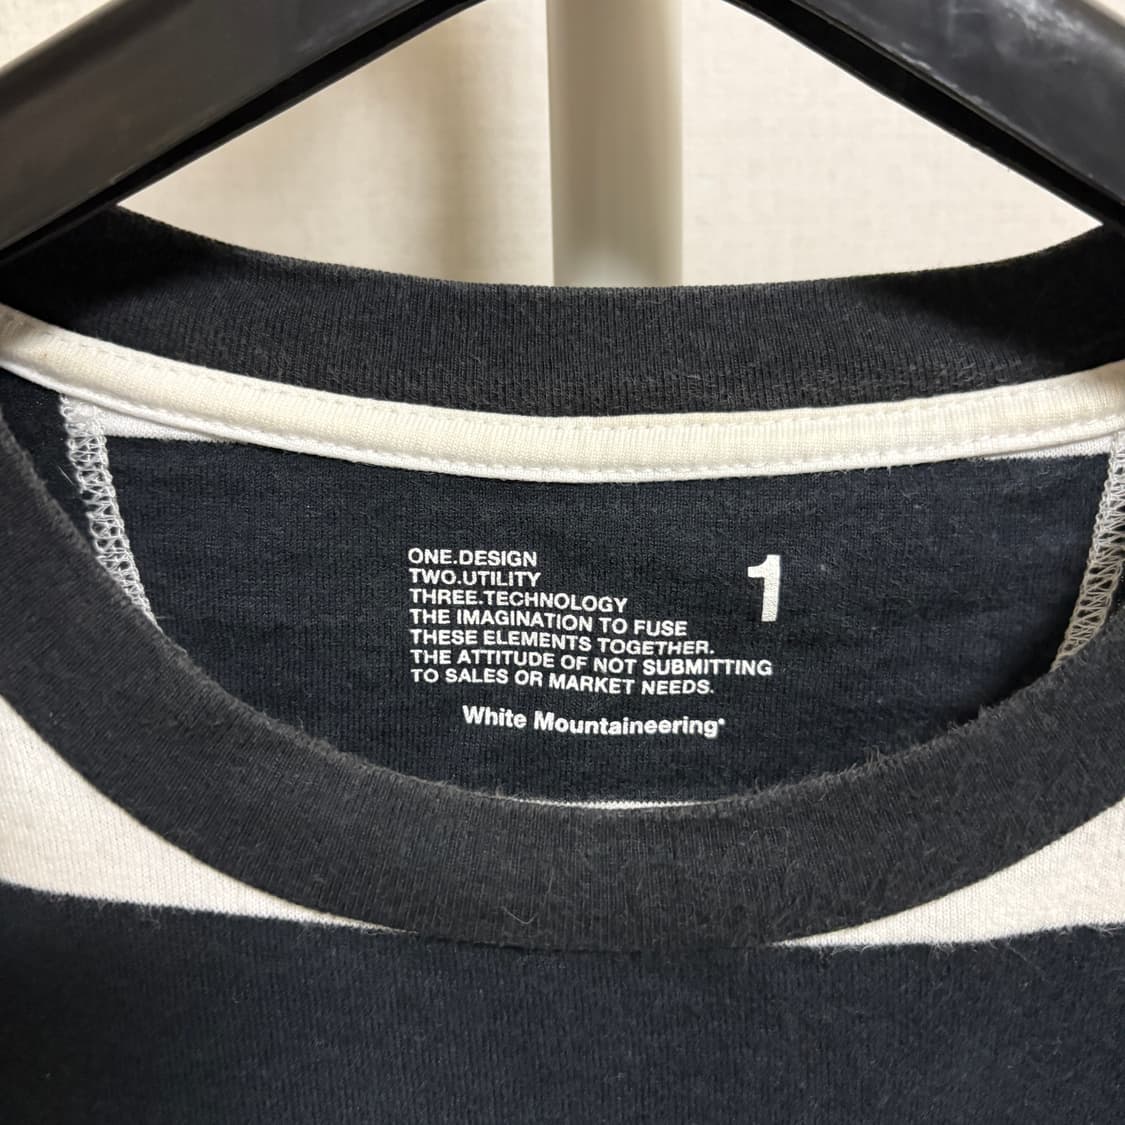 ONE.DESIGN
TWO.UTILITY
THREE.TECHNOLOGY
THE IMAGINATION TO FUSE
THESE ELEMENTS TOGETHER.
THE ATTITUDE OF NOT SUBMITTING
TO SALES OR MARKET NEEDS.
White Mountaineering®
1